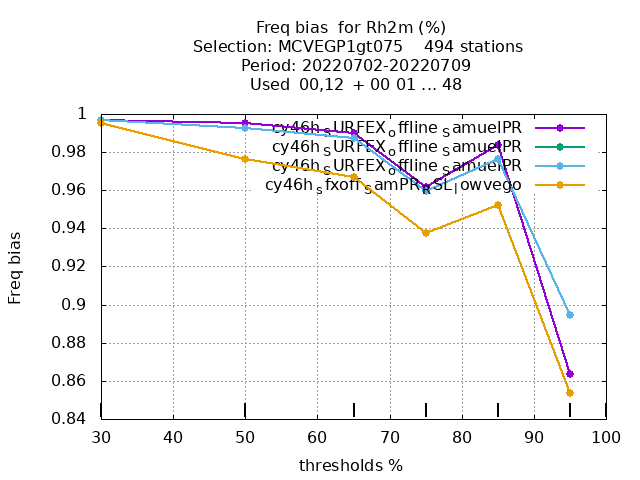 Freq bias for Rh2m (%)
Selection: MCVEGP1gt075 494 stations
Period: 20220702-20220709
Used 00,12 + 00 01 ... 48
cy46h_sURFEX_offline_samuelPR
cy46h_sURFEX_offline_samuelPR
cy46h_sURFEX_offline_samuelPR
cy46h_sfxoff_samPR_SSL_lowvego
Freq bias
1
0.98
0.96
0.94
0.92
0.9
0.88
0.86
0.84
30 40 50 60 70 80 90 100
thresholds %